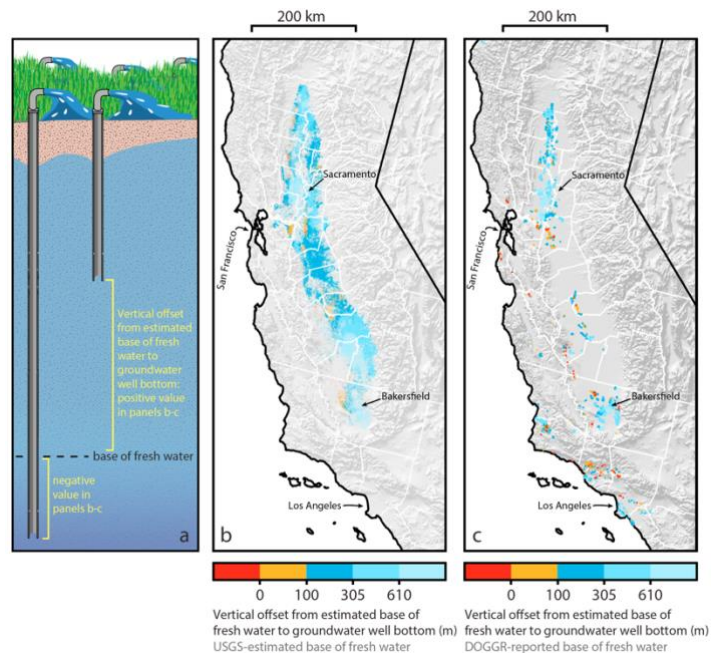 200 km
200 km
Vertical offset
from estimated
base of fresh
water to
groundwater
well bottom:
positive value
in panels b-c
base of fresh water
negative
value in
panels b-c
a
Sacramento
San Francisco
Bakersfield
Los Angeles
b
Sacramento
San Francisco
Bakersfield
Los Angeles
c
0 100 305 610
Vertical offset from estimated base of
fresh water to groundwater well bottom (m)
USGS-estimated base of fresh water
0 100 305 610
Vertical offset from estimated base of
fresh water to groundwater well bottom (m)
DOGGR-reported base of fresh water